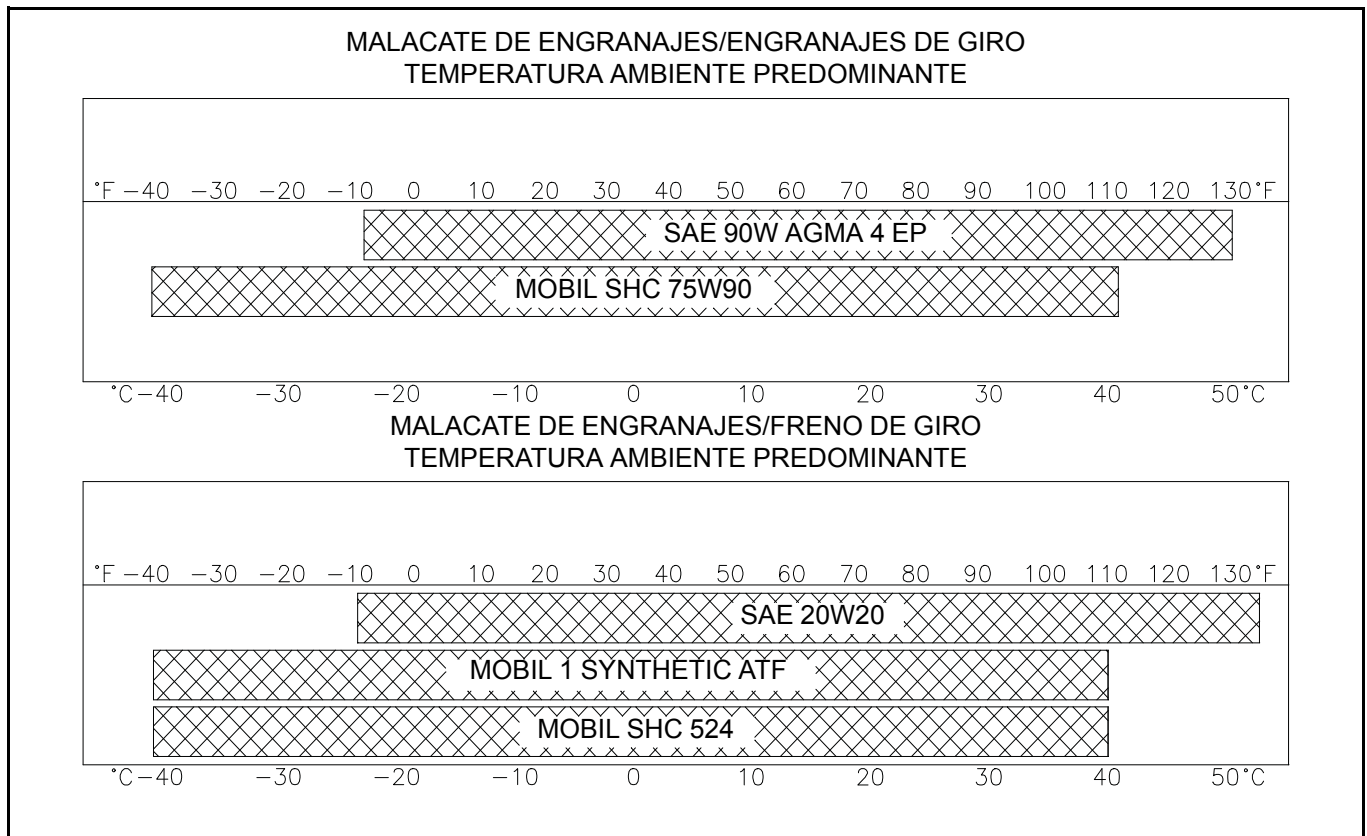 MALACATE DE ENGRANAJES/ENGRANAJES DE GIRO
TEMPERATURA AMBIENTE PREDOMINANTE
°F −40 −30 −20 −10 0 10 20 30 40 50 60 70 80 90 100 110 120 130°F
SAE 90W AGMA 4 EP
MOBIL SHC 75W90
°C−40 −30 −20 −10 0 10 20 30 40 50°C
MALACATE DE ENGRANAJES/FRENO DE GIRO
TEMPERATURA AMBIENTE PREDOMINANTE
°F −40 −30 −20 −10 0 10 20 30 40 50 60 70 80 90 100 110 120 130°F
SAE 20W20
MOBIL 1 SYNTHETIC ATF
MOBIL SHC 524
°C−40 −30 −20 −10 0 10 20 30 40 50°C